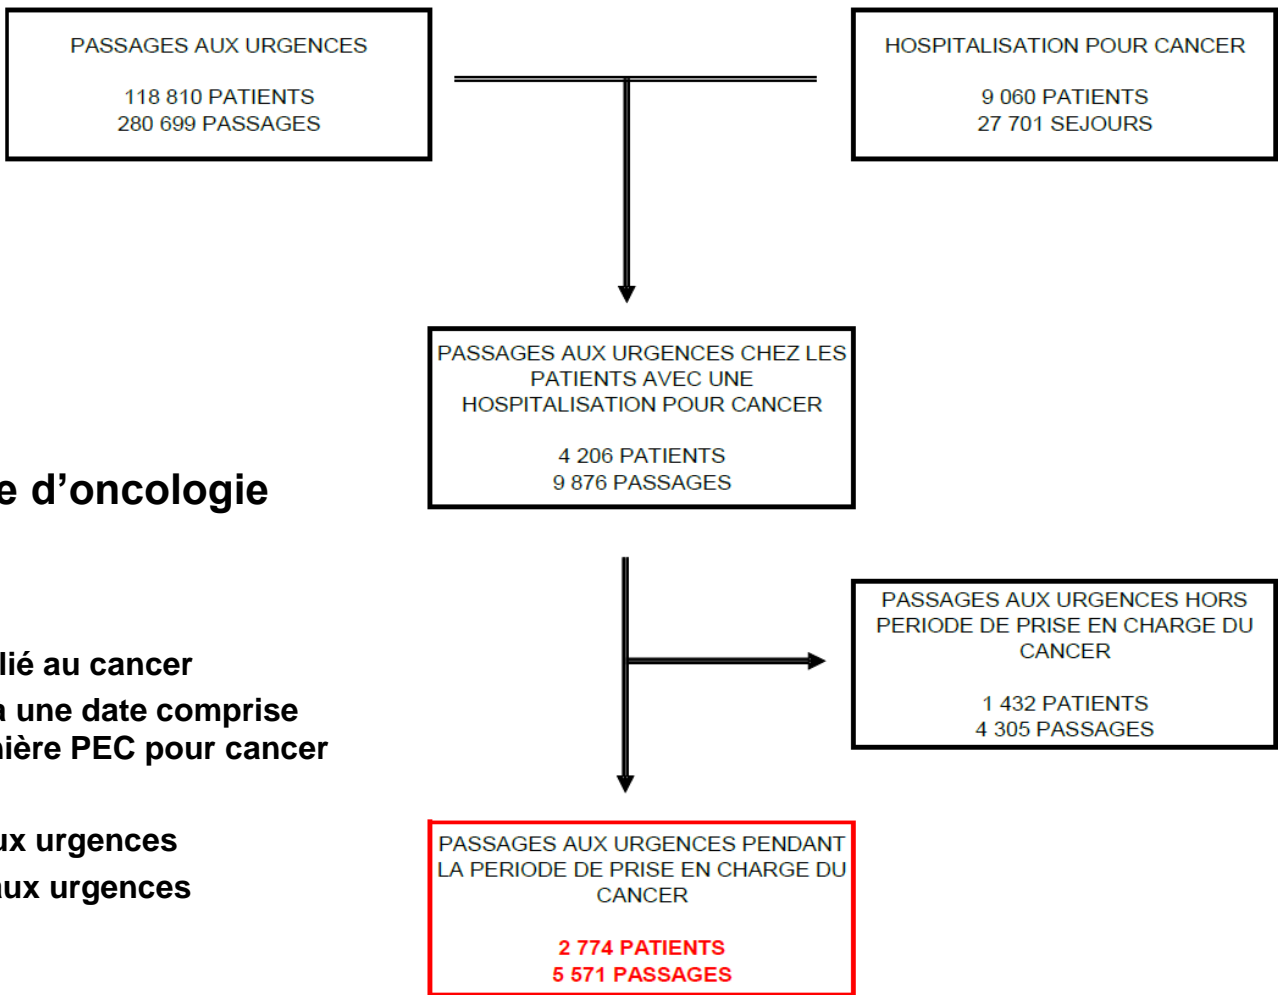 PASSAGES AUX URGENCES
118 810 PATIENTS
280 699 PASSAGES
HOSPITALISATION POUR CANCER
9 060 PATIENTS
27 701 SEJOURS
PASSAGES AUX URGENCES CHEZ LES
PATIENTS AVEC UNE
HOSPITALISATION POUR CANCER
4 206 PATIENTS
9 876 PASSAGES
e d’oncologie
lié au cancer
à une date comprise
nière PEC pour cancer
ux urgences
aux urgences
PASSAGES AUX URGENCES HORS
PERIODE DE PRISE EN CHARGE DU
CANCER
1 432 PATIENTS
4 305 PASSAGES
PASSAGES AUX URGENCES PENDANT
LA PERIODE DE PRISE EN CHARGE DU
CANCER
2 774 PATIENTS
5 571 PASSAGES